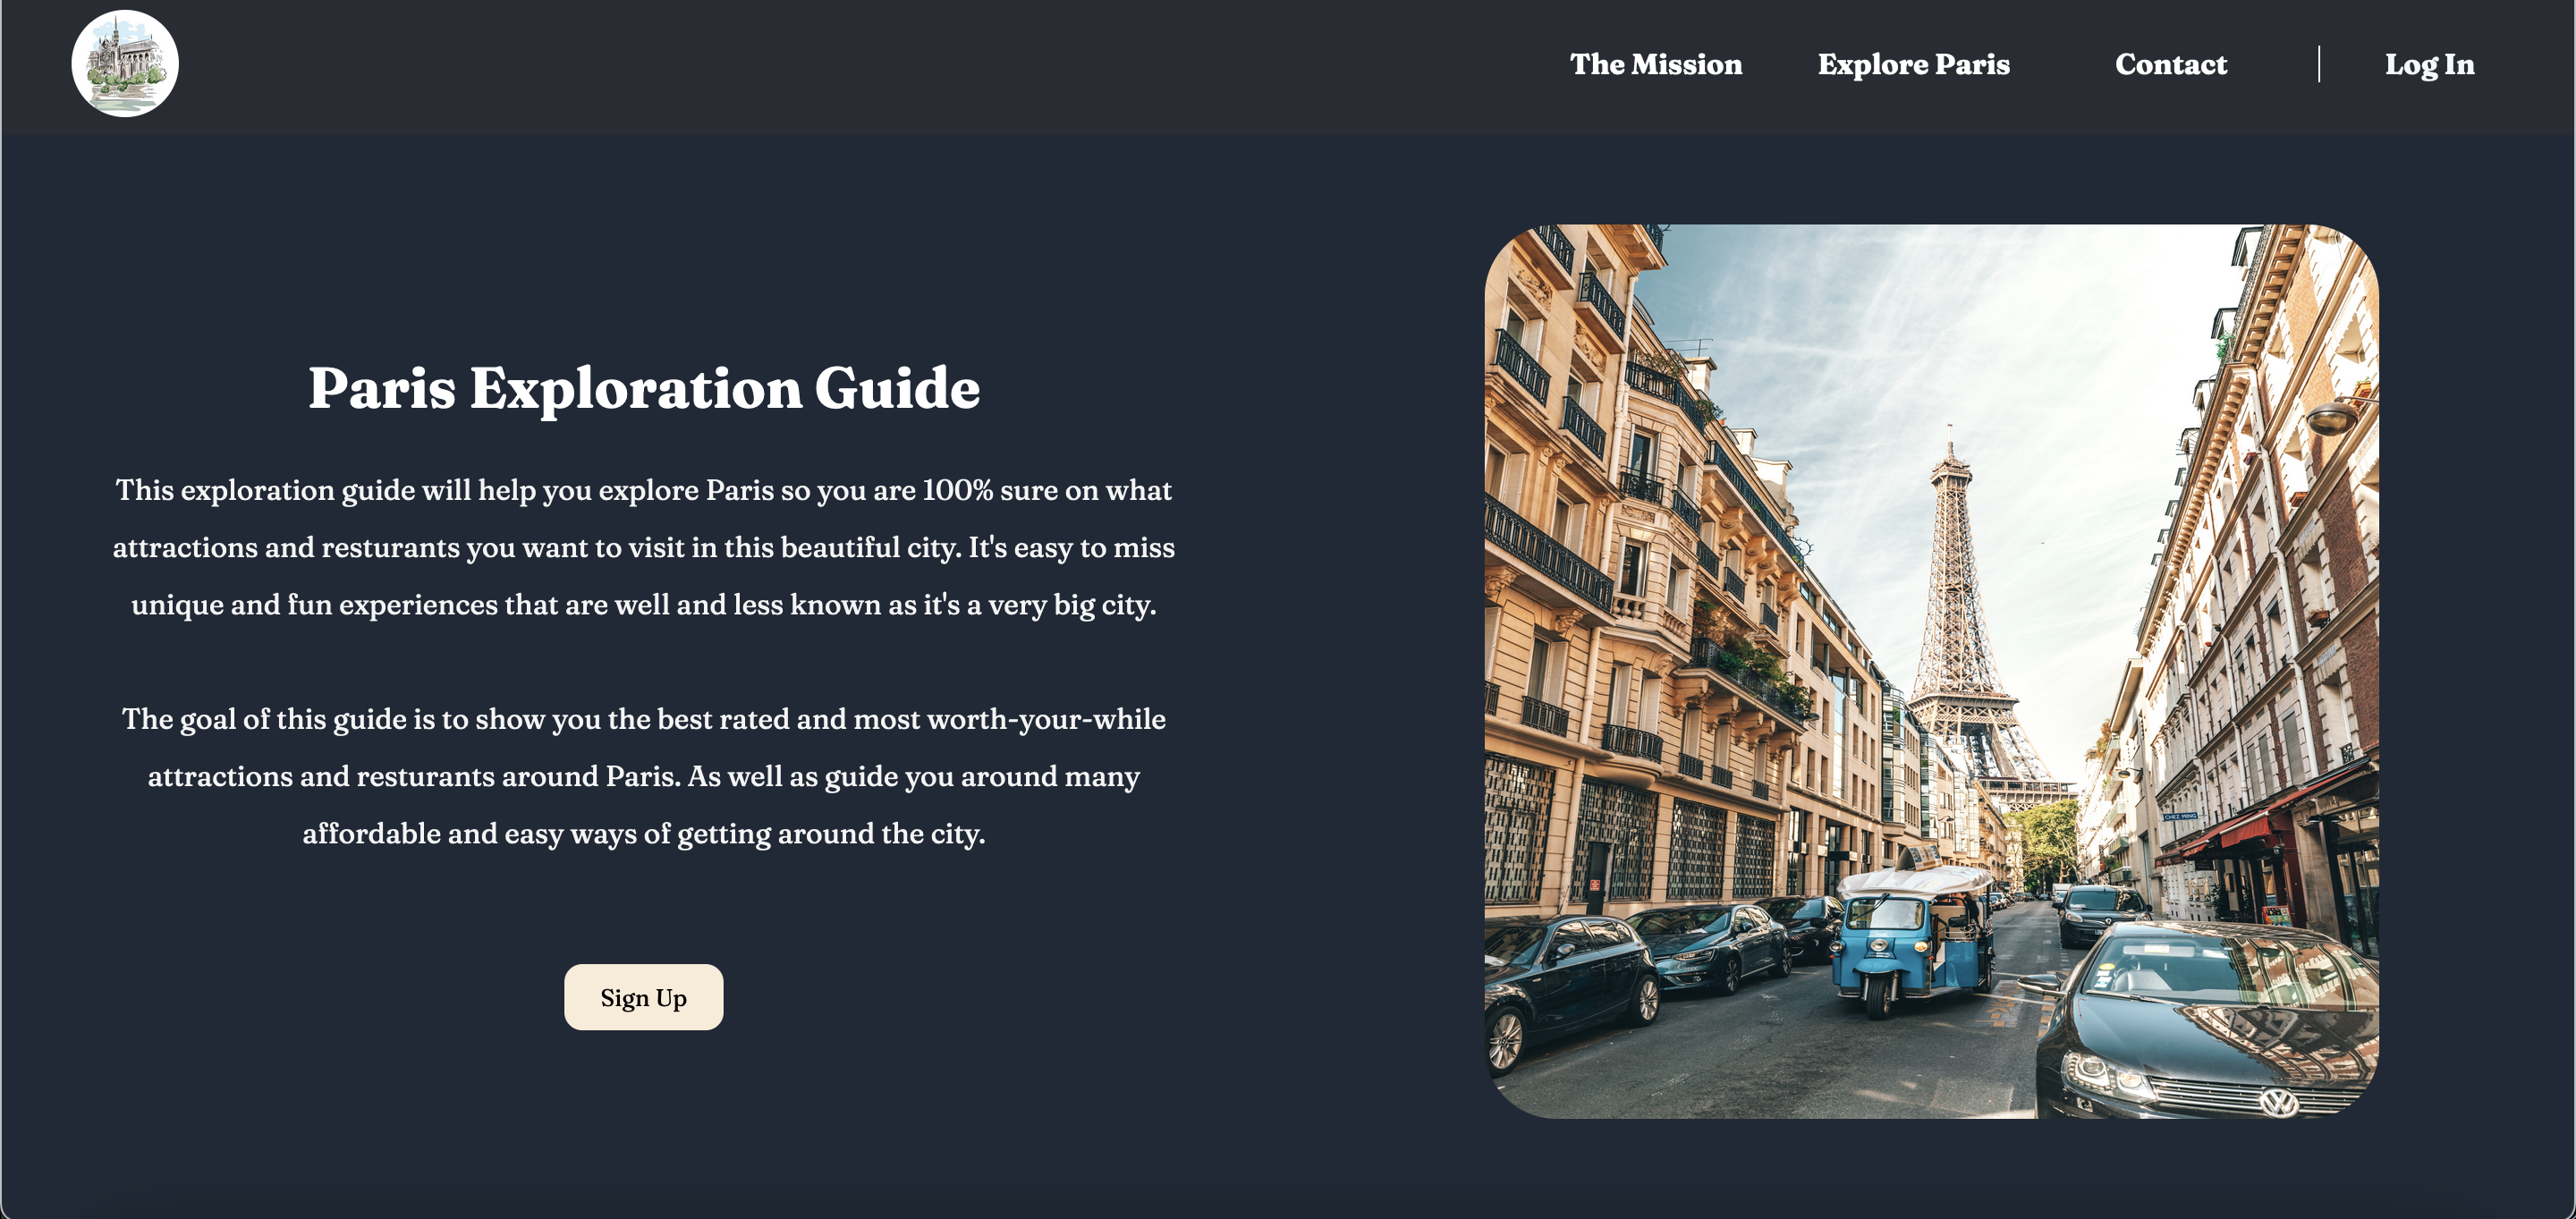 The Mission
Explore Paris
Contact
Log In
Paris Exploration Guide
This exploration guide will help you explore Paris so you are 100% sure on what
attractions and resturants you want to visit in this beautiful city. It's easy to miss
unique and fun experiences that are well and less known as it's a very big city.
The goal of this guide is to show you the best rated and most worth-your-while
attractions and resturants around Paris. As well as guide you around many
affordable and easy ways of getting around the city.
Sign Up
CHEZ MING